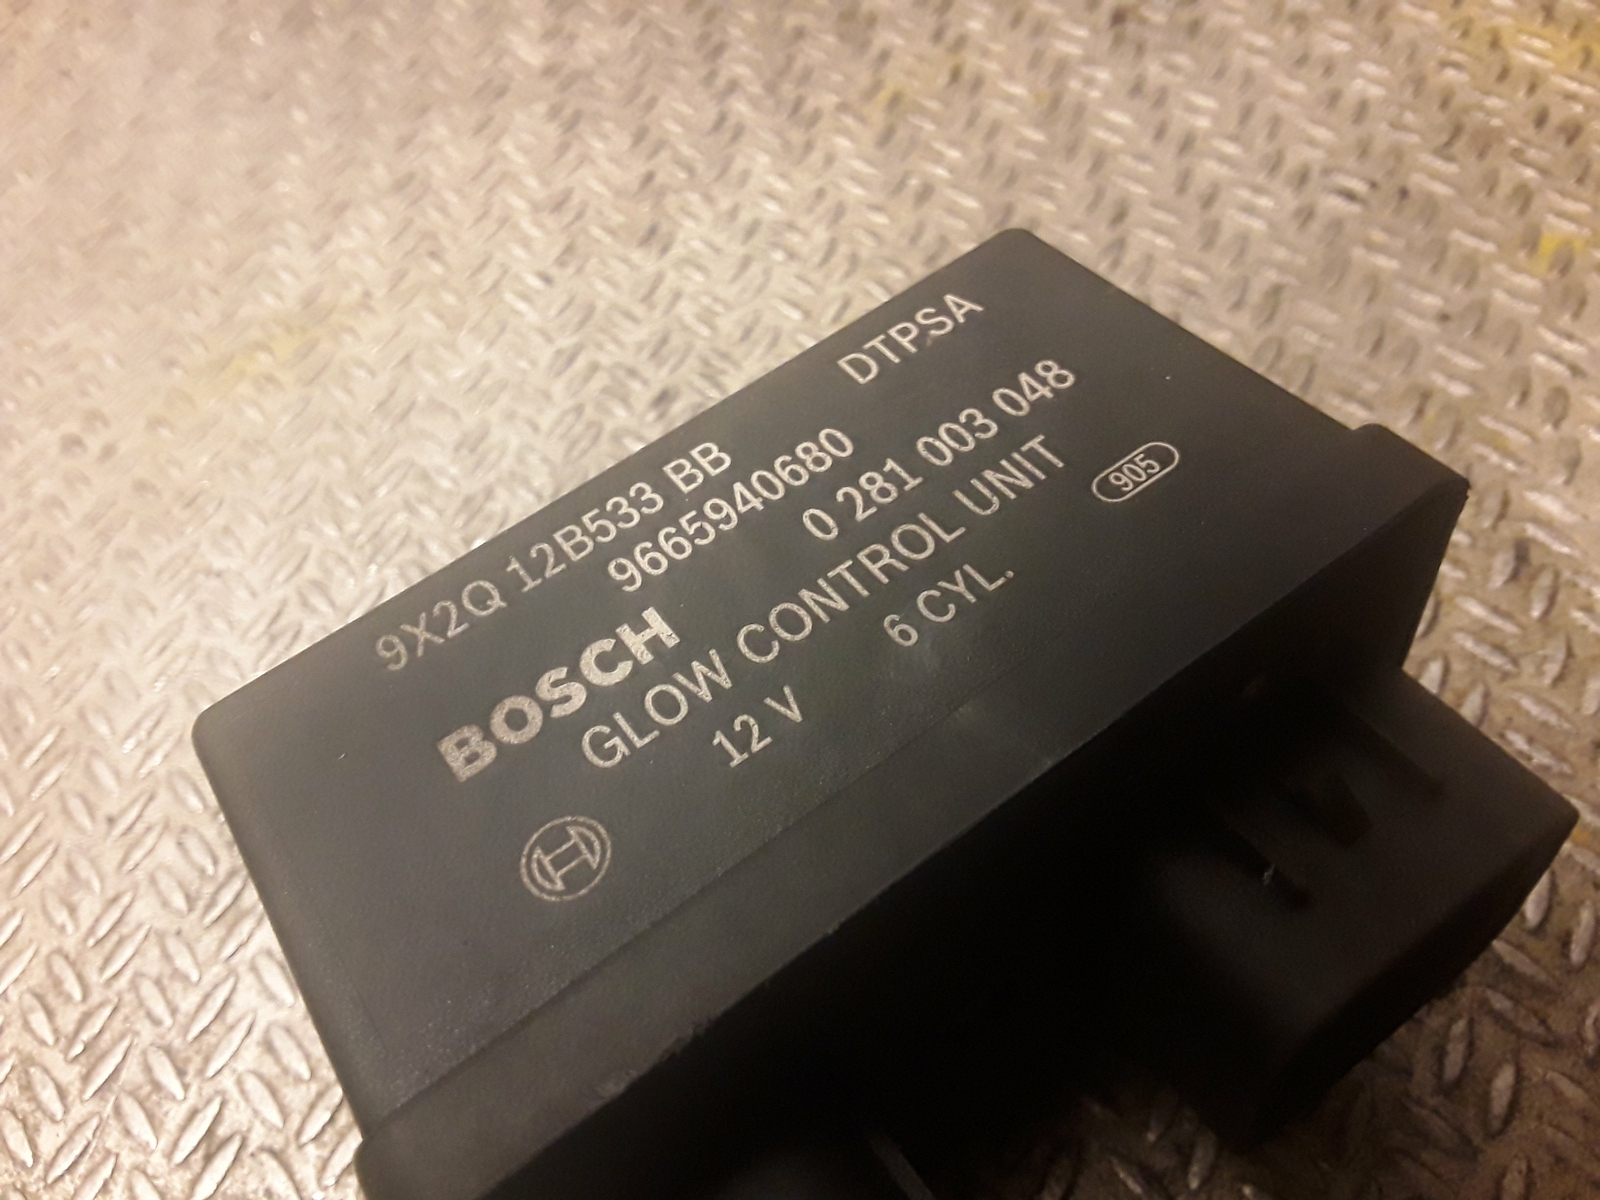 9X2Q 12B533 BB DTPSA
9665940680
BOSCH 0 281 003 048
GLOW CONTROL UNIT
12 V 6 CYL.
905